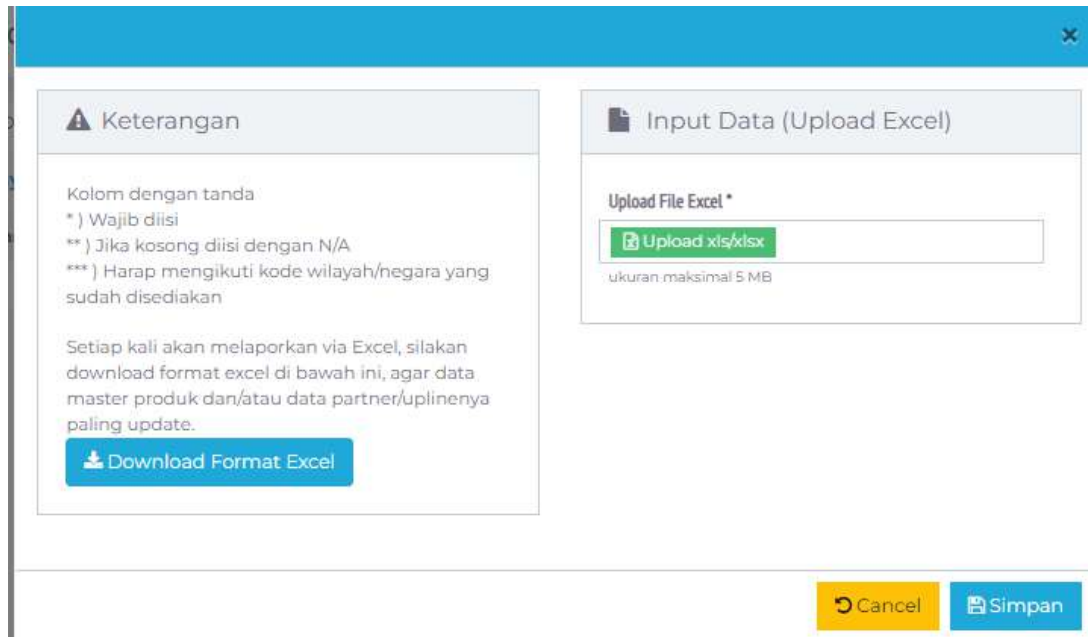 Keterangan
Kolom dengan tanda
* ) Wajib diisi
** ) Jika kosong diisi dengan N/A
*** ) Harap mengikuti kode wilayah/negara yang
sudah disediakan
Setiap kali akan melaporkan via Excel, silakan
download format excel di bawah ini, agar data
master produk dan/atau data partner/uplinenya
paling update.
Download Format Excel
Input Data (Upload Excel)
Upload File Excel *
Upload xls/xlsx
ukuran maksimal 5 MB
Cancel
Simpan